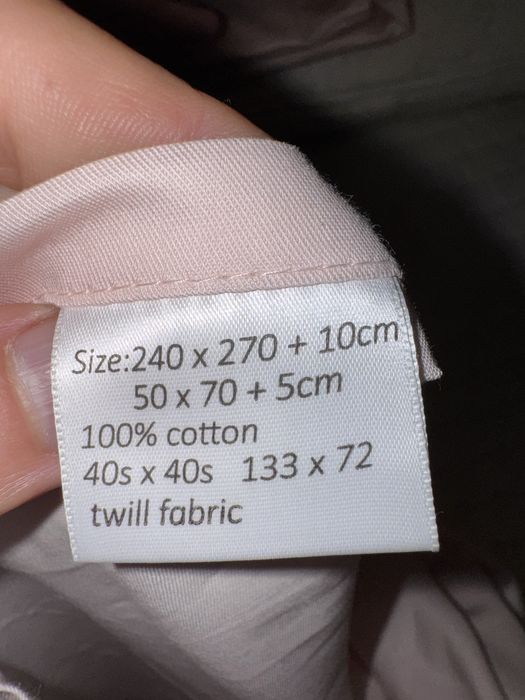 Size:240 x 270 + 10cm
50 x 70 + 5cm
100% cotton
40s x 40s 133 x 72
twill fabric